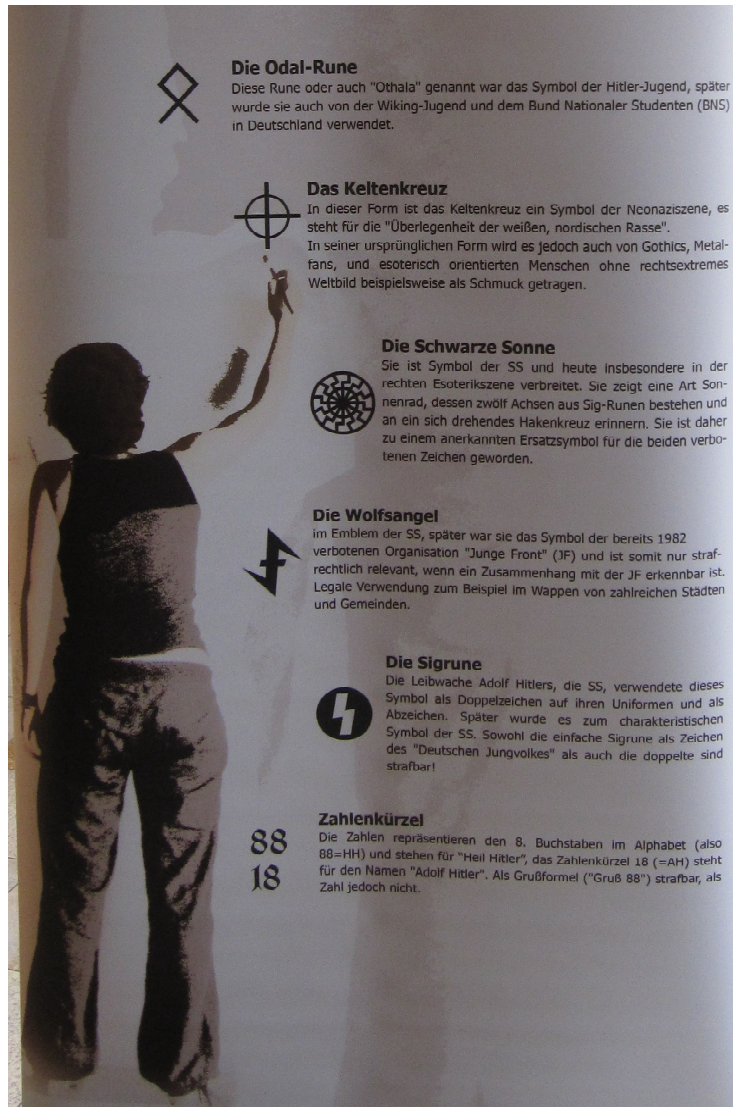 Die Odal-Rune
Diese Rune oder auch "Othala" genannt war das Symbol der Hitler-Jugend, später
wurde sie auch von der Wiking-Jugend und dem Bund Nationaler Studenten (BNS)
in Deutschland verwendet.
Das Keltenkreuz
In dieser Form ist das Keltenkreuz ein Symbol der Neonaziszene, es
steht für die "Überlegenheit der weißen, nordischen Rasse".
In seiner ursprünglichen Form wird es jedoch auch von Gothics, Metal-
fans, und esoterisch orientierten Menschen ohne rechtsextremes
Weltbild beispielsweise als Schmuck getragen.
Die Schwarze Sonne
Sie ist Symbol der SS und heute insbesondere in der
rechten Esoterikszene verbreitet. Sie zeigt eine Art Son-
nenrad, dessen zwölf Achsen aus Sig-Runen bestehen und
an ein sich drehendes Hakenkreuz erinnern. Sie ist daher
zu einem anerkannten Ersatzsymbol für die beiden verbo-
tenen Zeichen geworden.
Die Wolfsangel
im Emblem der SS, später war sie das Symbol der bereits 1982
verbotenen Organisation "Junge Front" (JF) und ist somit nur straf-
rechtlich relevant, wenn ein Zusammenhang mit der JF erkennbar ist.
Legale Verwendung zum Beispiel im Wappen von zahlreichen Städten
und Gemeinden.
Die Sigrune
Die Leibwache Adolf Hitlers, die SS, verwendete dieses
Symbol als Doppelzeichen auf ihren Uniformen und als
Abzeichen. Später wurde es zum charakteristischen
Symbol der SS. Sowohl die einfache Sigrune als Zeichen
des "Deutschen Jungvolkes" als auch die doppelte sind
strafbar!
88
18
Zahlenkürzel
Die Zahlen repräsentieren den 8. Buchstaben im Alphabet (also
88=HH) und stehen für "Heil Hitler", das Zahlenkürzel 18 (=AH) steht
für den Namen "Adolf Hitler". Als Grußformel ("Gruß 88") strafbar, als
Zahl jedoch nicht.